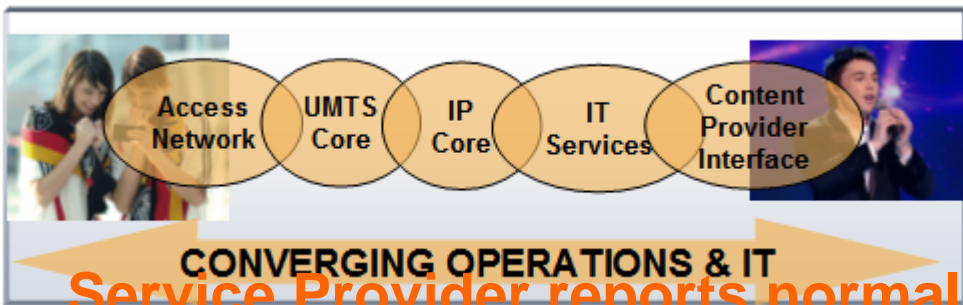 Access
Network
UMTS
Core
IP
Core
IT
Services
Content
Provider
Interface
CONVERGING OPERATIONS & IT
Service Provider reports normal